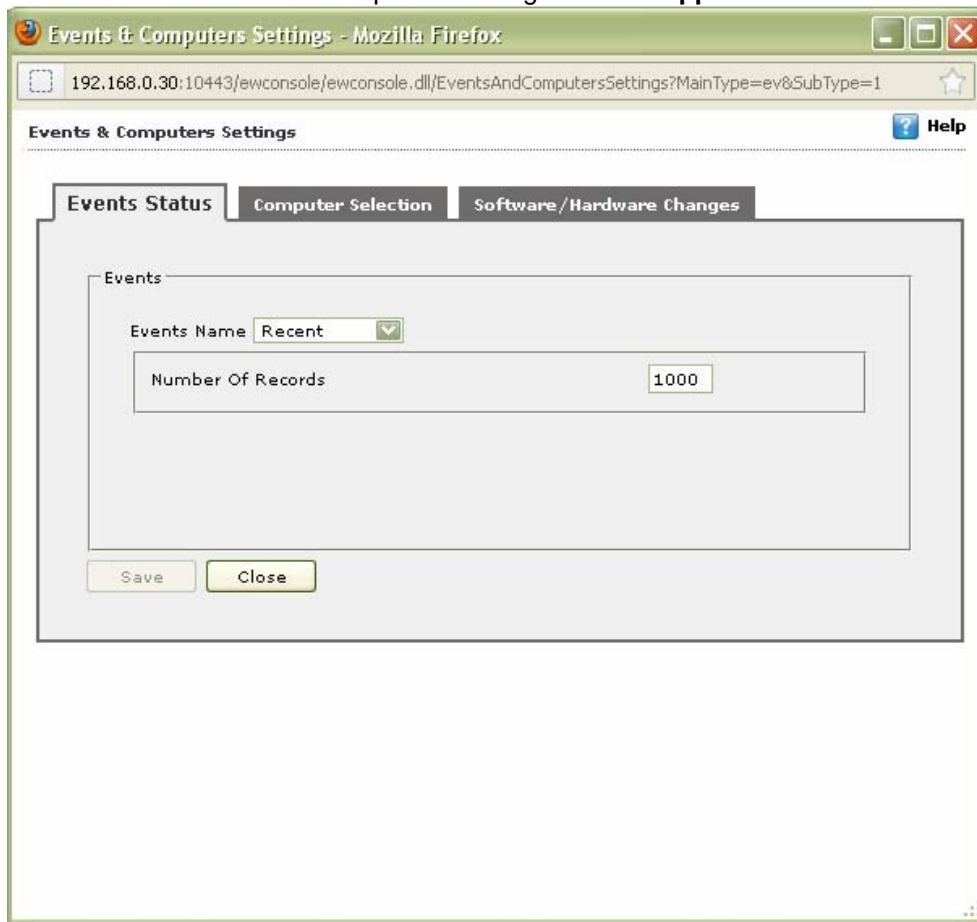 Events & Computers Settings - Mozilla Firefox
192.168.0.30:10443/ewconsole/ewconsole.dll/EventsAndComputersSettings?MainType=ev&SubType=1
Events & Computers Settings
? Help
Events Status Computer Selection Software/Hardware Changes
Events
Events Name Recent
Number Of Records 1000
Save Close